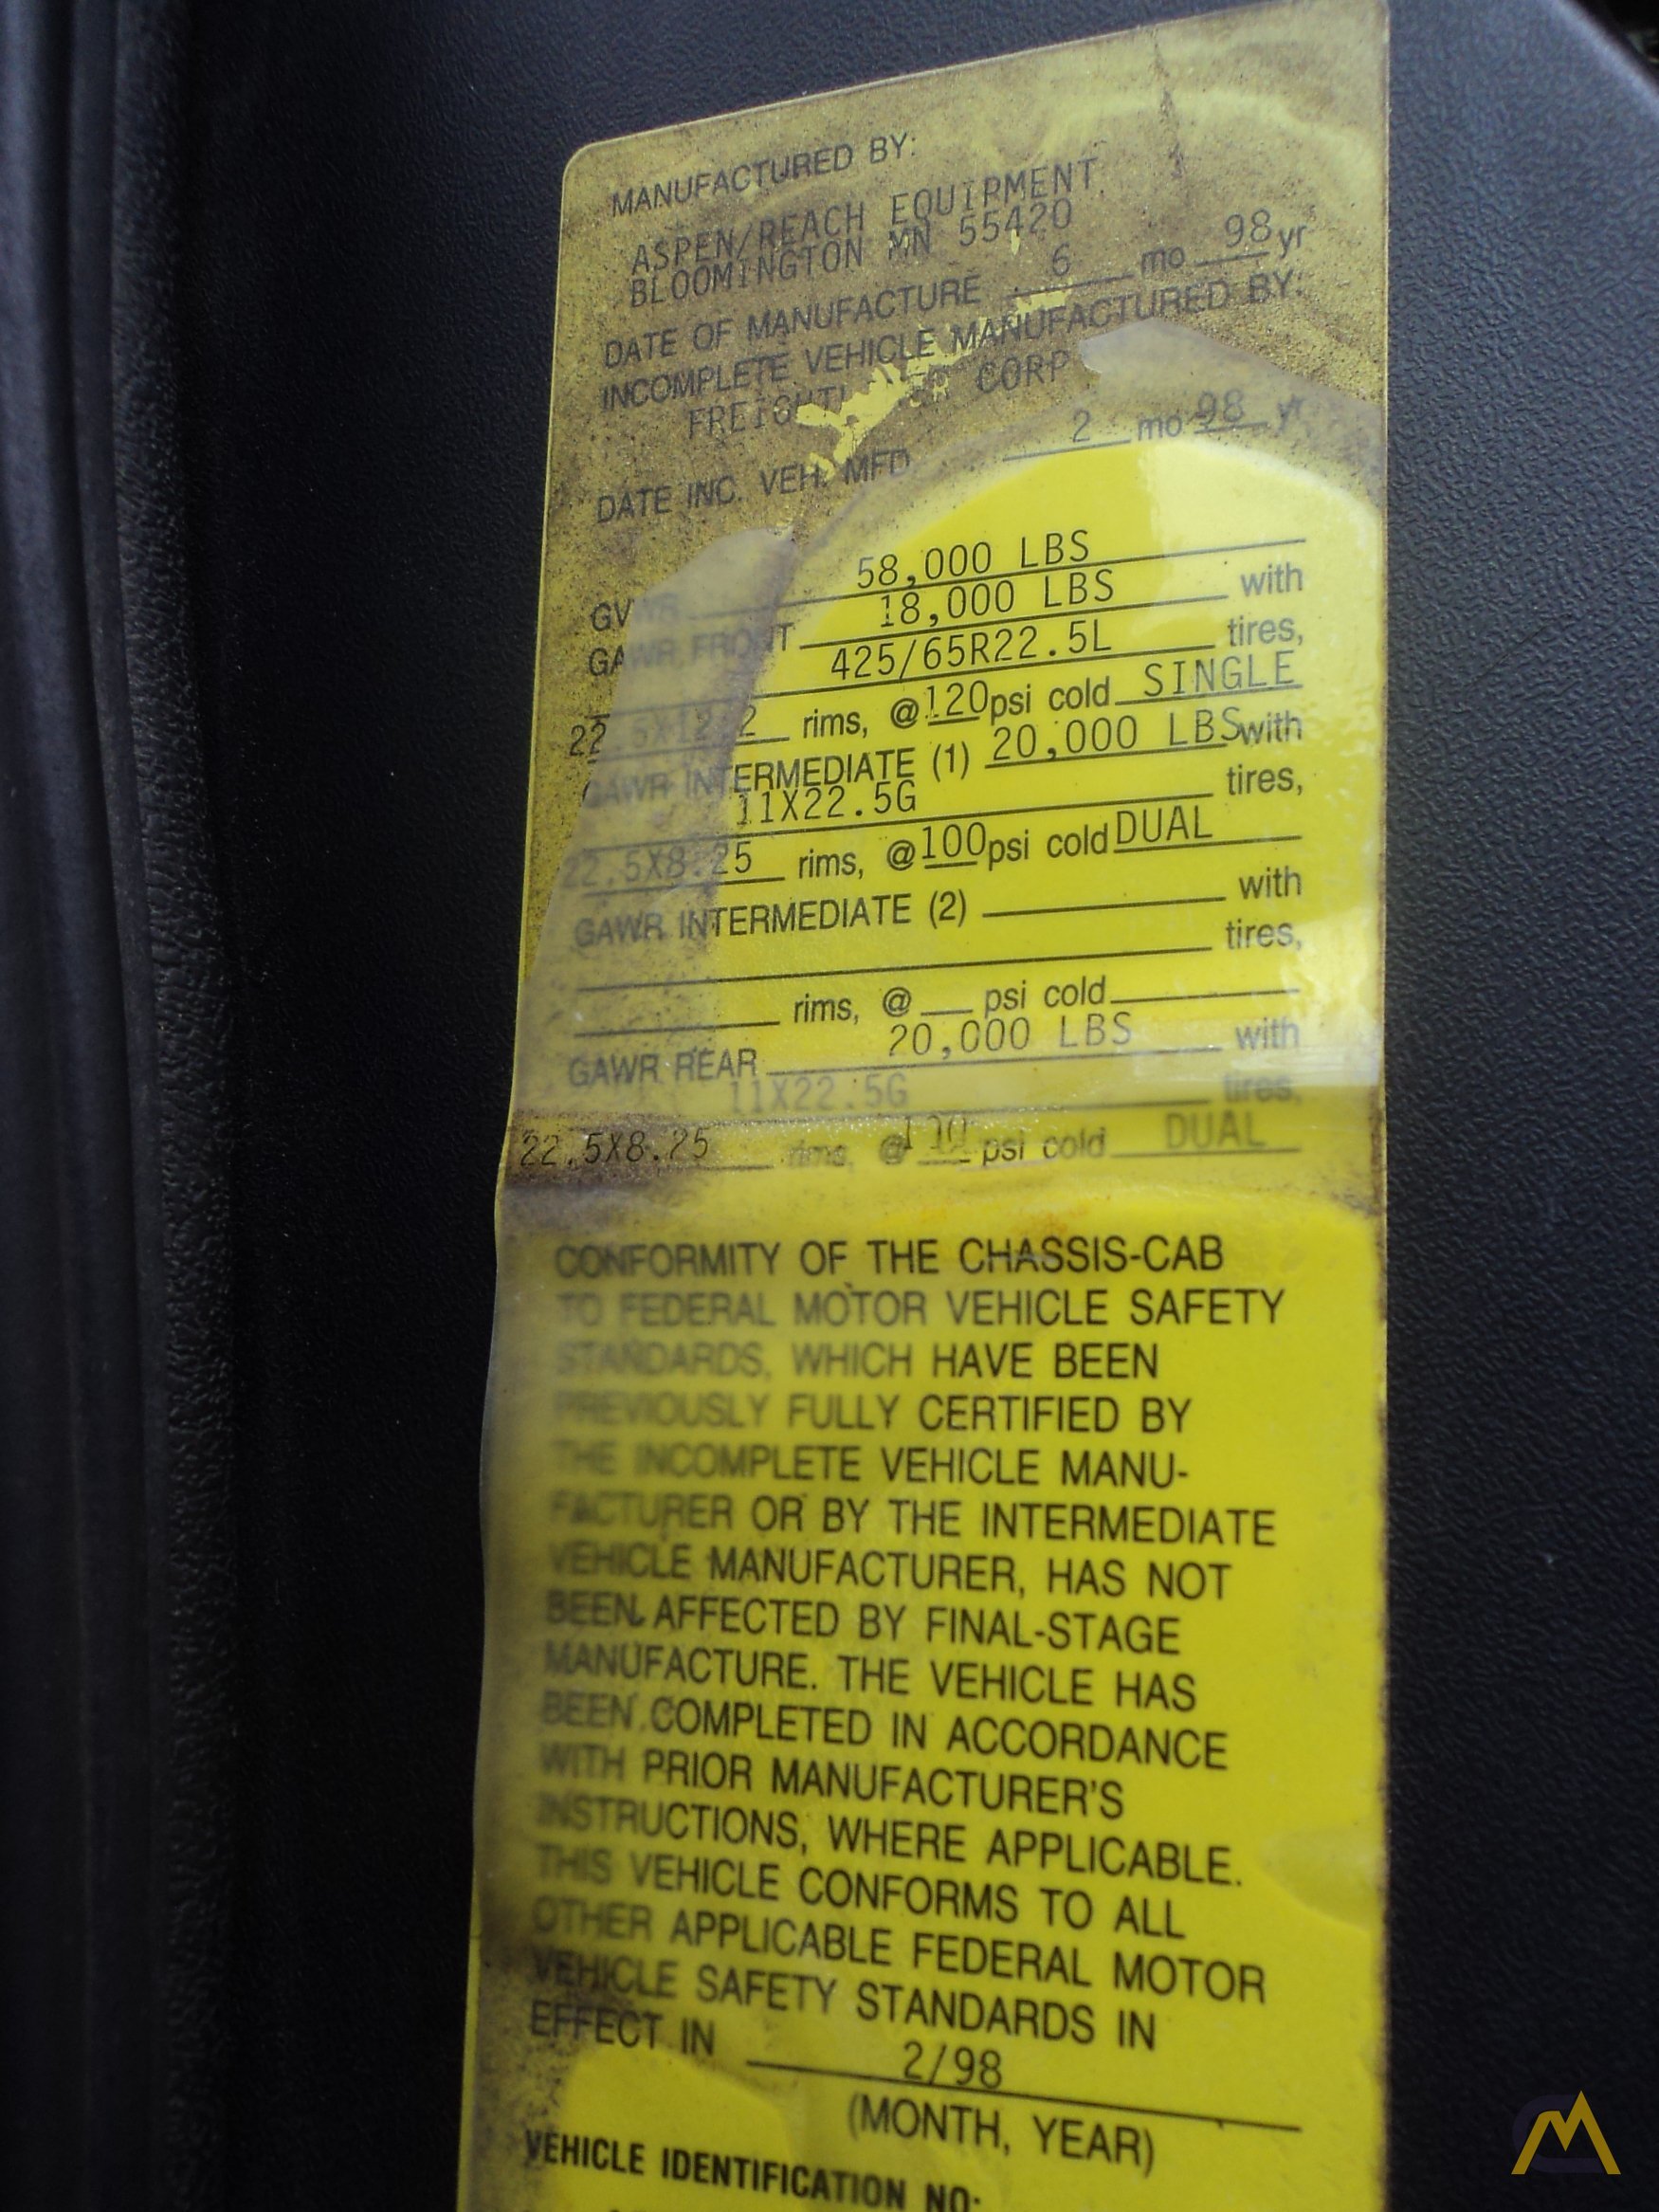 MANUFACTURED BY:
ASPEN/REACH EQUIPMENT
BLOOMINGTON MN 55420
DATE OF MANUFACTURE 6 mo 98 yr
INCOMPLETE VEHICLE MANUFACTURED BY:
CORP
DATE INC. VEH. MFD 2 mo 98 yr
GVWR 58,000 LBS
GAWR FRONT 18,000 LBS with
425/65R22.5L tires,
rims, @ 120 psi cold SINGLE
GAWR INTERMEDIATE (1) 20,000 LBS with
11X22.5G tires,
22.5X8.25 rims, @ 100 psi cold DUAL
GAWR INTERMEDIATE (2) with
tires,
rims, @ psi cold
GAWR REAR 20,000 LBS with
11X22.5G tires,
22.5X8.25 rims, @ psi cold DUAL
CONFORMITY OF THE CHASSIS-CAB
TO FEDERAL MOTOR VEHICLE SAFETY
STANDARDS, WHICH HAVE BEEN
PREVIOUSLY FULLY CERTIFIED BY
THE INCOMPLETE VEHICLE MANU-
FACTURER OR BY THE INTERMEDIATE
VEHICLE MANUFACTURER, HAS NOT
BEEN AFFECTED BY FINAL-STAGE
MANUFACTURE. THE VEHICLE HAS
BEEN COMPLETED IN ACCORDANCE
WITH PRIOR MANUFACTURER'S
INSTRUCTIONS, WHERE APPLICABLE.
THIS VEHICLE CONFORMS TO ALL
OTHER APPLICABLE FEDERAL MOTOR
VEHICLE SAFETY STANDARDS IN
EFFECT IN 2/98
(MONTH, YEAR)
VEHICLE IDENTIFICATION NO: